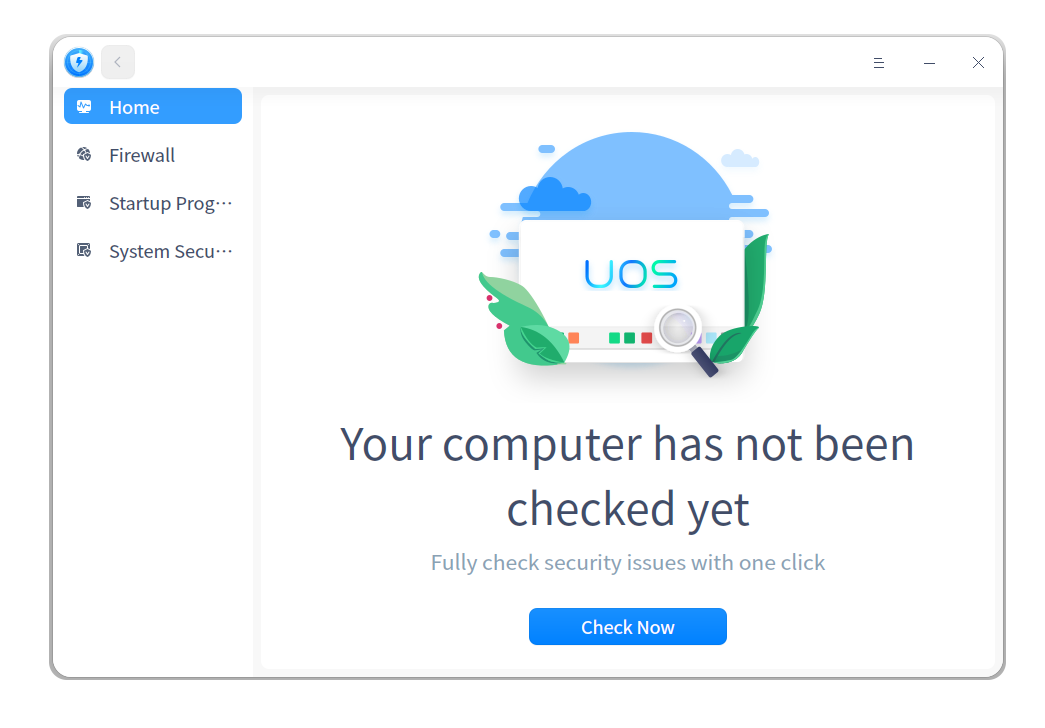 Home
Firewall
Startup Prog···
System Secu···
UOS
Your computer has not been
checked yet
Fully check security issues with one click
Check Now